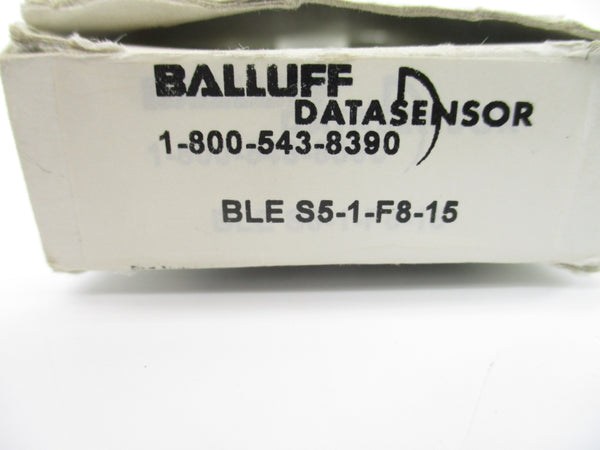 BALLUFF
DATASENSOR
1-800-543-8390
BLE S5-1-F8-15